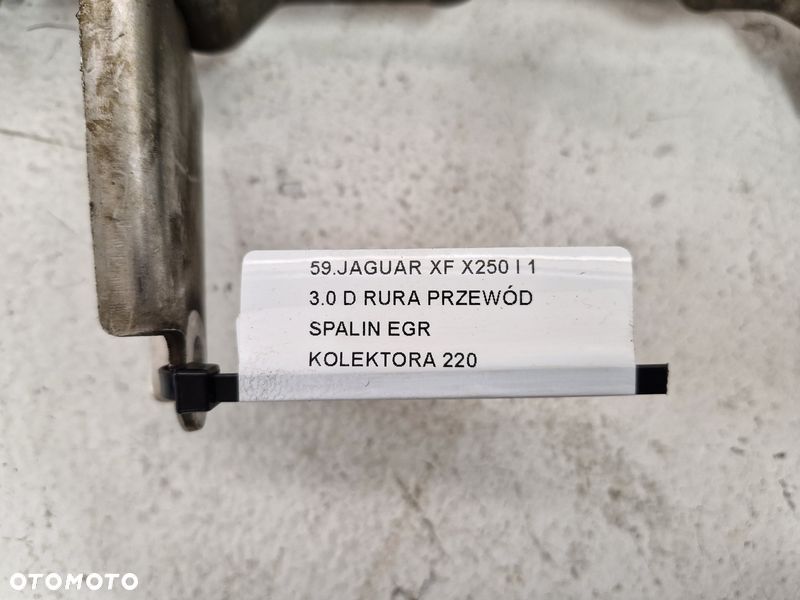 59.JAGUAR XF X250 I 1
3.0 D RURA PRZEWÓD
SPALIN EGR
KOLEKTORA 220
OTOMOTO